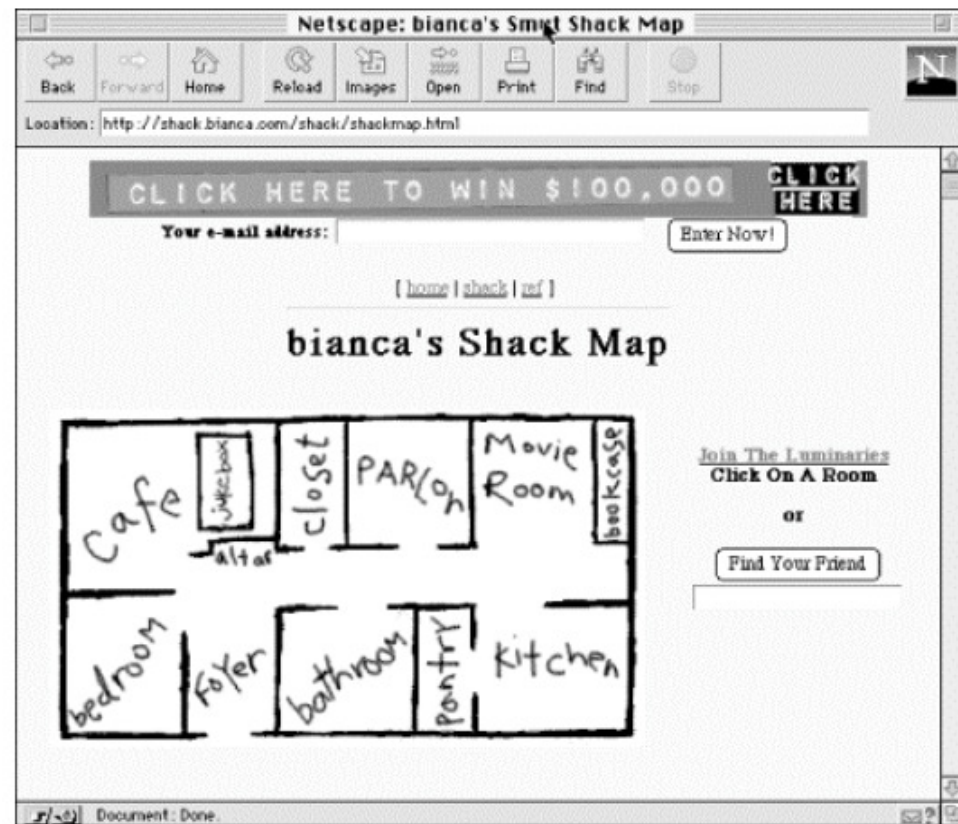 Netscape: bianca's Smut Shack Map
Back Forward Home Reload Images Open Print Find Stop
N
Location: http://shack.bianca.com/shack/shackmap.html
CLICK HERE TO WIN $100,000
CLICK
HERE
Your e-mail address:
Enter Now!
[ home | shack | ref ]
bianca's Shack Map
cafe
jukebox
altar
closet
PARLOR
Movie
Room
bookcase
bedroom
Foyer
bathroom
pantry
Kitchen
Join The Luminaries
Click On A Room
or
Find Your Friend
Document: Done.
?